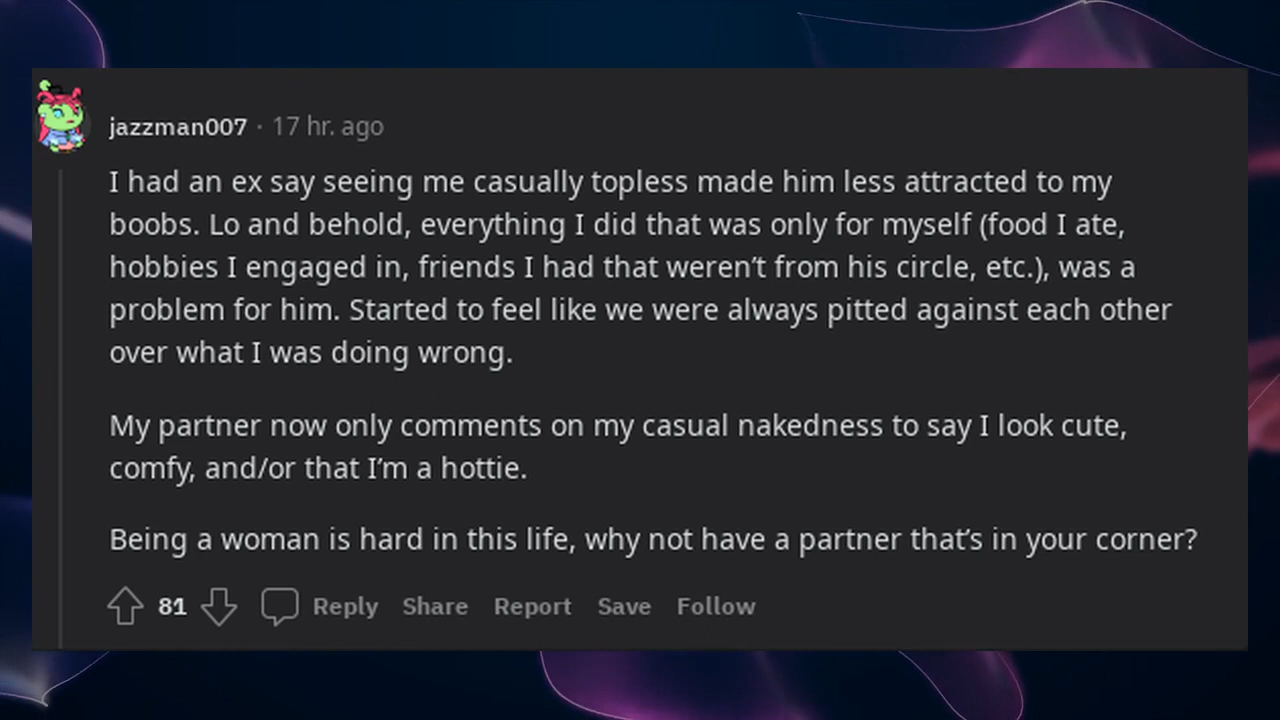 jazzman007 · 17 hr. ago
I had an ex say seeing me casually topless made him less attracted to my
boobs. Lo and behold, everything I did that was only for myself (food I ate,
hobbies I engaged in, friends I had that weren’t from his circle, etc.), was a
problem for him. Started to feel like we were always pitted against each other
over what I was doing wrong.
My partner now only comments on my casual nakedness to say I look cute,
comfy, and/or that I’m a hottie.
Being a woman is hard in this life, why not have a partner that’s in your corner?
81 Reply Share Report Save Follow